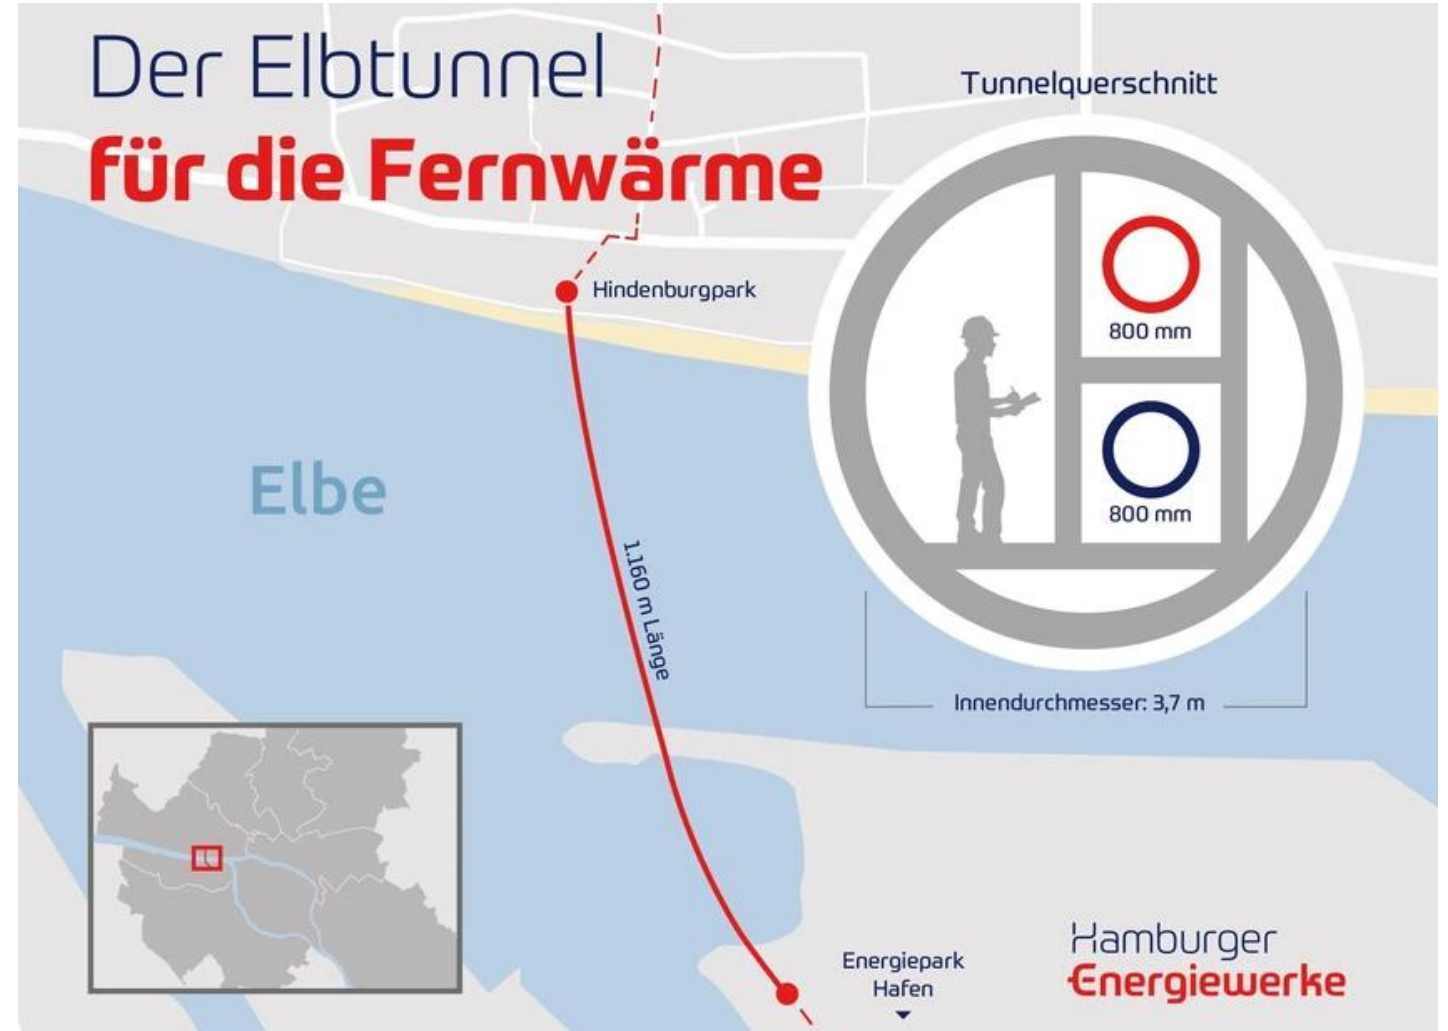 Der Elbtunnel
für die Fernwärme
Tunnelquerschnitt
Hindenburgpark
800 mm
800 mm
Elbe
1.160 m Länge
Innendurchmesser: 3,7 m
Energiepark
Hafen
Hamburger
Energiewerke